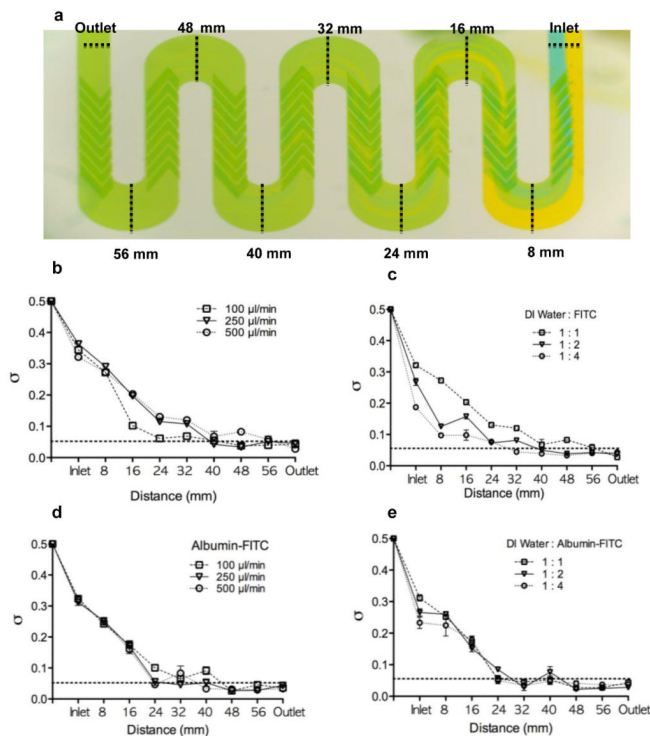 a
Outlet 48 mm 32 mm 16 mm Inlet
56 mm 40 mm 24 mm 8 mm
b
0.5
0.4
0.3
0.2
0.1
0.0
σ
100 µl/min
250 µl/min
500 µl/min
Inlet 8 16 24 32 40 48 56 Outlet
Distance (mm)
c
0.5
0.4
0.3
0.2
0.1
0.0
σ
DI Water : FITC
1 : 1
1 : 2
1 : 4
Inlet 8 16 24 32 40 48 56 Outlet
Distance (mm)
d
0.5
0.4
0.3
0.2
0.1
0.0
σ
Albumin-FITC
100 µl/min
250 µl/min
500 µl/min
Inlet 8 16 24 32 40 48 56 Outlet
Distance (mm)
e
0.5
0.4
0.3
0.2
0.1
0.0
σ
DI Water : Albumin-FITC
1 : 1
1 : 2
1 : 4
Inlet 8 16 24 32 40 48 56 Outlet
Distance (mm)